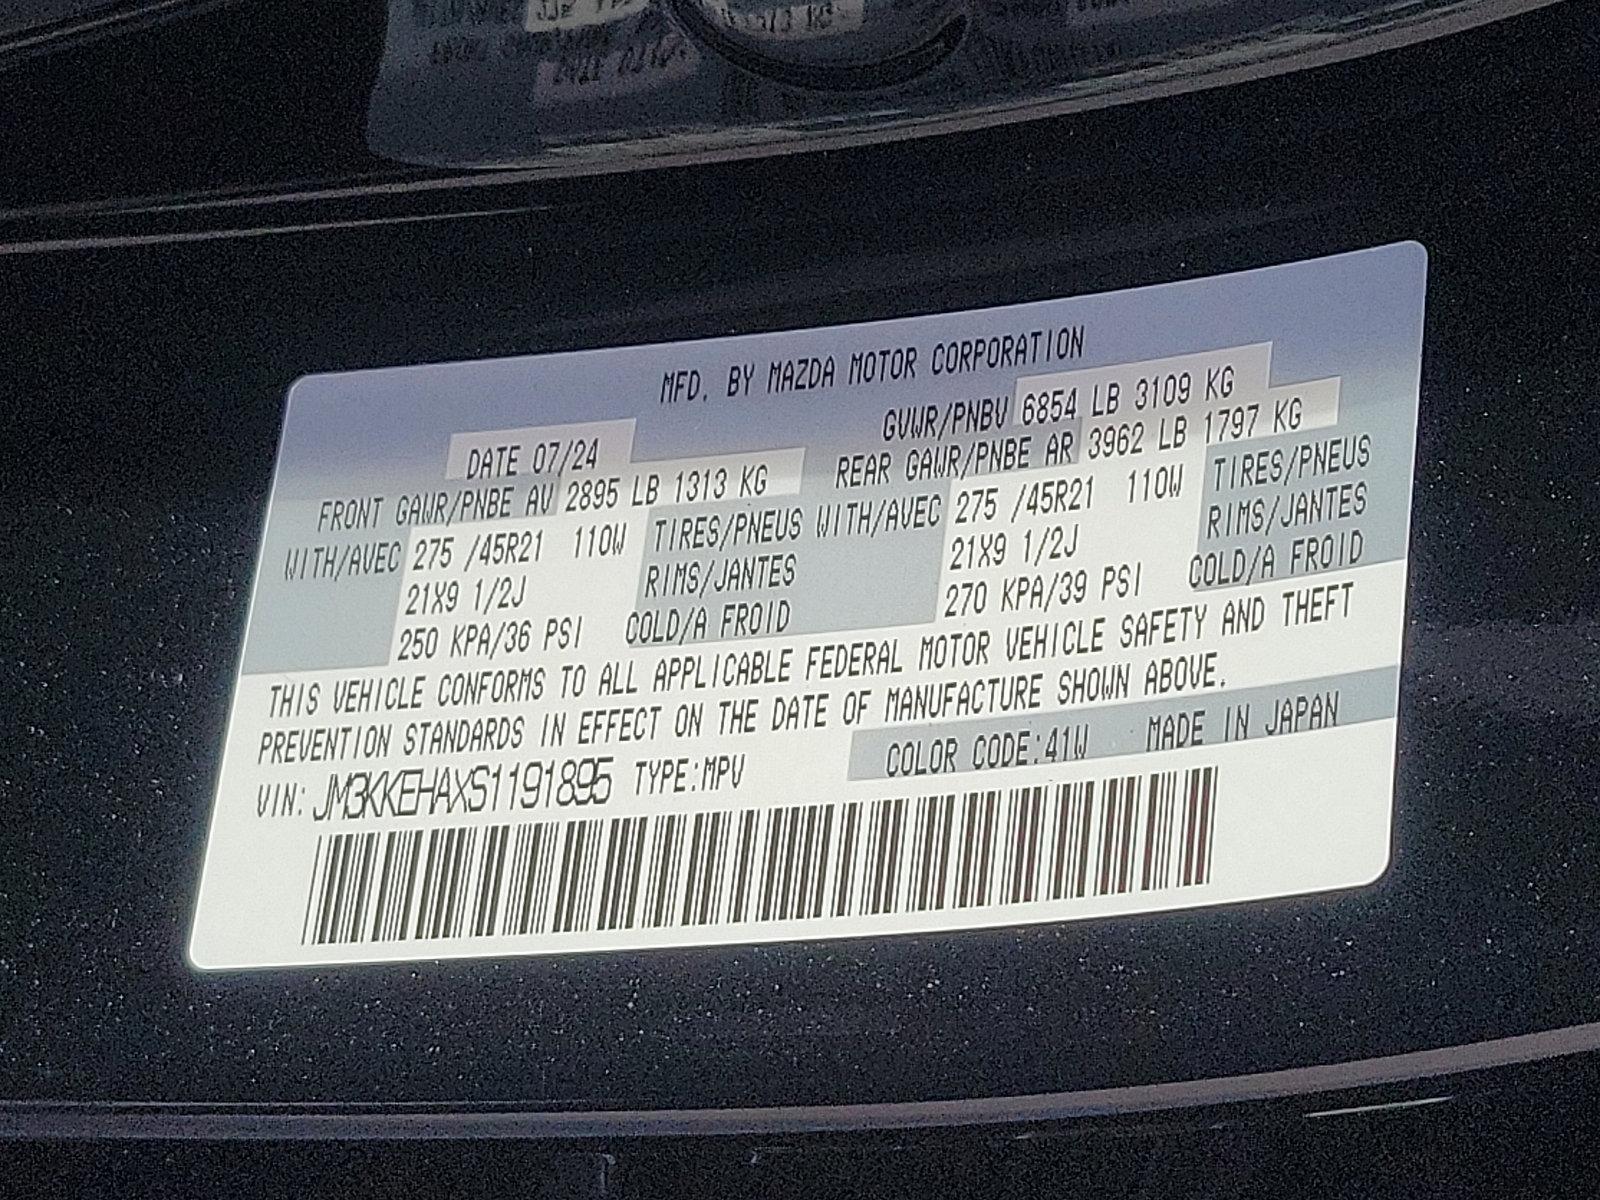 MFD. BY MAZDA MOTOR CORPORATION
DATE 07/24 GVWR/PNBV 6854 LB 3109 KG
FRONT GAWR/PNBE AV 2895 LB 1313 KG REAR GAWR/PNBE AR 3962 LB 1797 KG
WITH/AVEC 275 /45R21 110W TIRES/PNEUS WITH/AVEC 275 /45R21 110W TIRES/PNEUS
21X9 1/2J RIMS/JANTES 21X9 1/2J RIMS/JANTES
250 KPA/36 PSI COLD/A FROID 270 KPA/39 PSI COLD/A FROID
THIS VEHICLE CONFORMS TO ALL APPLICABLE FEDERAL MOTOR VEHICLE SAFETY AND THEFT
PREVENTION STANDARDS IN EFFECT ON THE DATE OF MANUFACTURE SHOWN ABOVE.
COLOR CODE:41W MADE IN JAPAN
VIN: JM3KKEHAXS1191895 TYPE:MPV